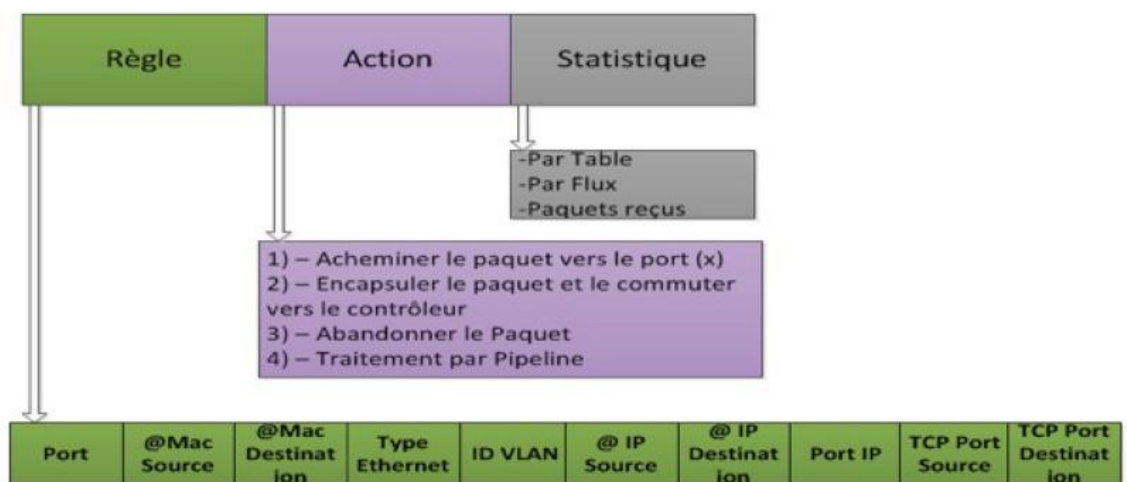 Règle Action Statistique
-Par Table
-Par Flux
-Paquets reçus
1) – Acheminer le paquet vers le port (x)
2) – Encapsuler le paquet et le commuter
vers le contrôleur
3) – Abandonner le Paquet
4) – Traitement par Pipeline
Port
@Mac
Source
@Mac
Destinat
ion
Type
Ethernet
ID VLAN
@ IP
Source
@ IP
Destinat
ion
Port IP
TCP Port
Source
TCP Port
Destinat
ion